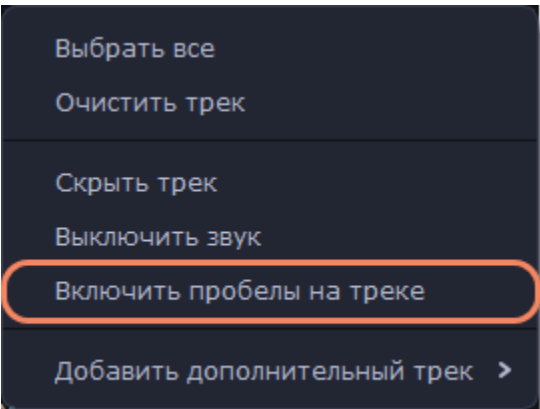 Выбрать все
Очистить трек
Скрыть трек
Выключить звук
Включить пробелы на треке
Добавить дополнительный трек >